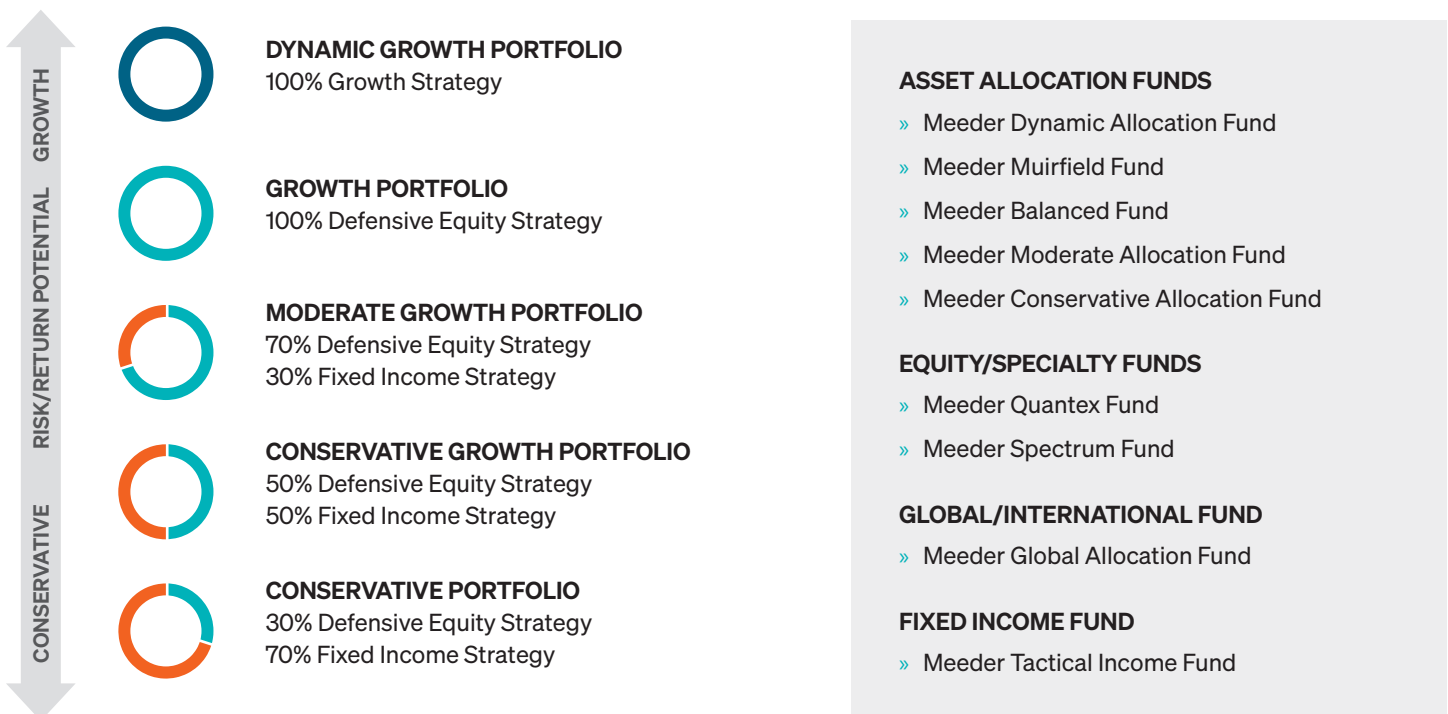 GROWTH
RISK/RETURN POTENTIAL
CONSERVATIVE
DYNAMIC GROWTH PORTFOLIO
100% Growth Strategy
GROWTH PORTFOLIO
100% Defensive Equity Strategy
MODERATE GROWTH PORTFOLIO
70% Defensive Equity Strategy
30% Fixed Income Strategy
CONSERVATIVE GROWTH PORTFOLIO
50% Defensive Equity Strategy
50% Fixed Income Strategy
CONSERVATIVE PORTFOLIO
30% Defensive Equity Strategy
70% Fixed Income Strategy
ASSET ALLOCATION FUNDS
» Meeder Dynamic Allocation Fund
» Meeder Muirfield Fund
» Meeder Balanced Fund
» Meeder Moderate Allocation Fund
» Meeder Conservative Allocation Fund
EQUITY/SPECIALTY FUNDS
» Meeder Quantex Fund
» Meeder Spectrum Fund
GLOBAL/INTERNATIONAL FUND
» Meeder Global Allocation Fund
FIXED INCOME FUND
» Meeder Tactical Income Fund